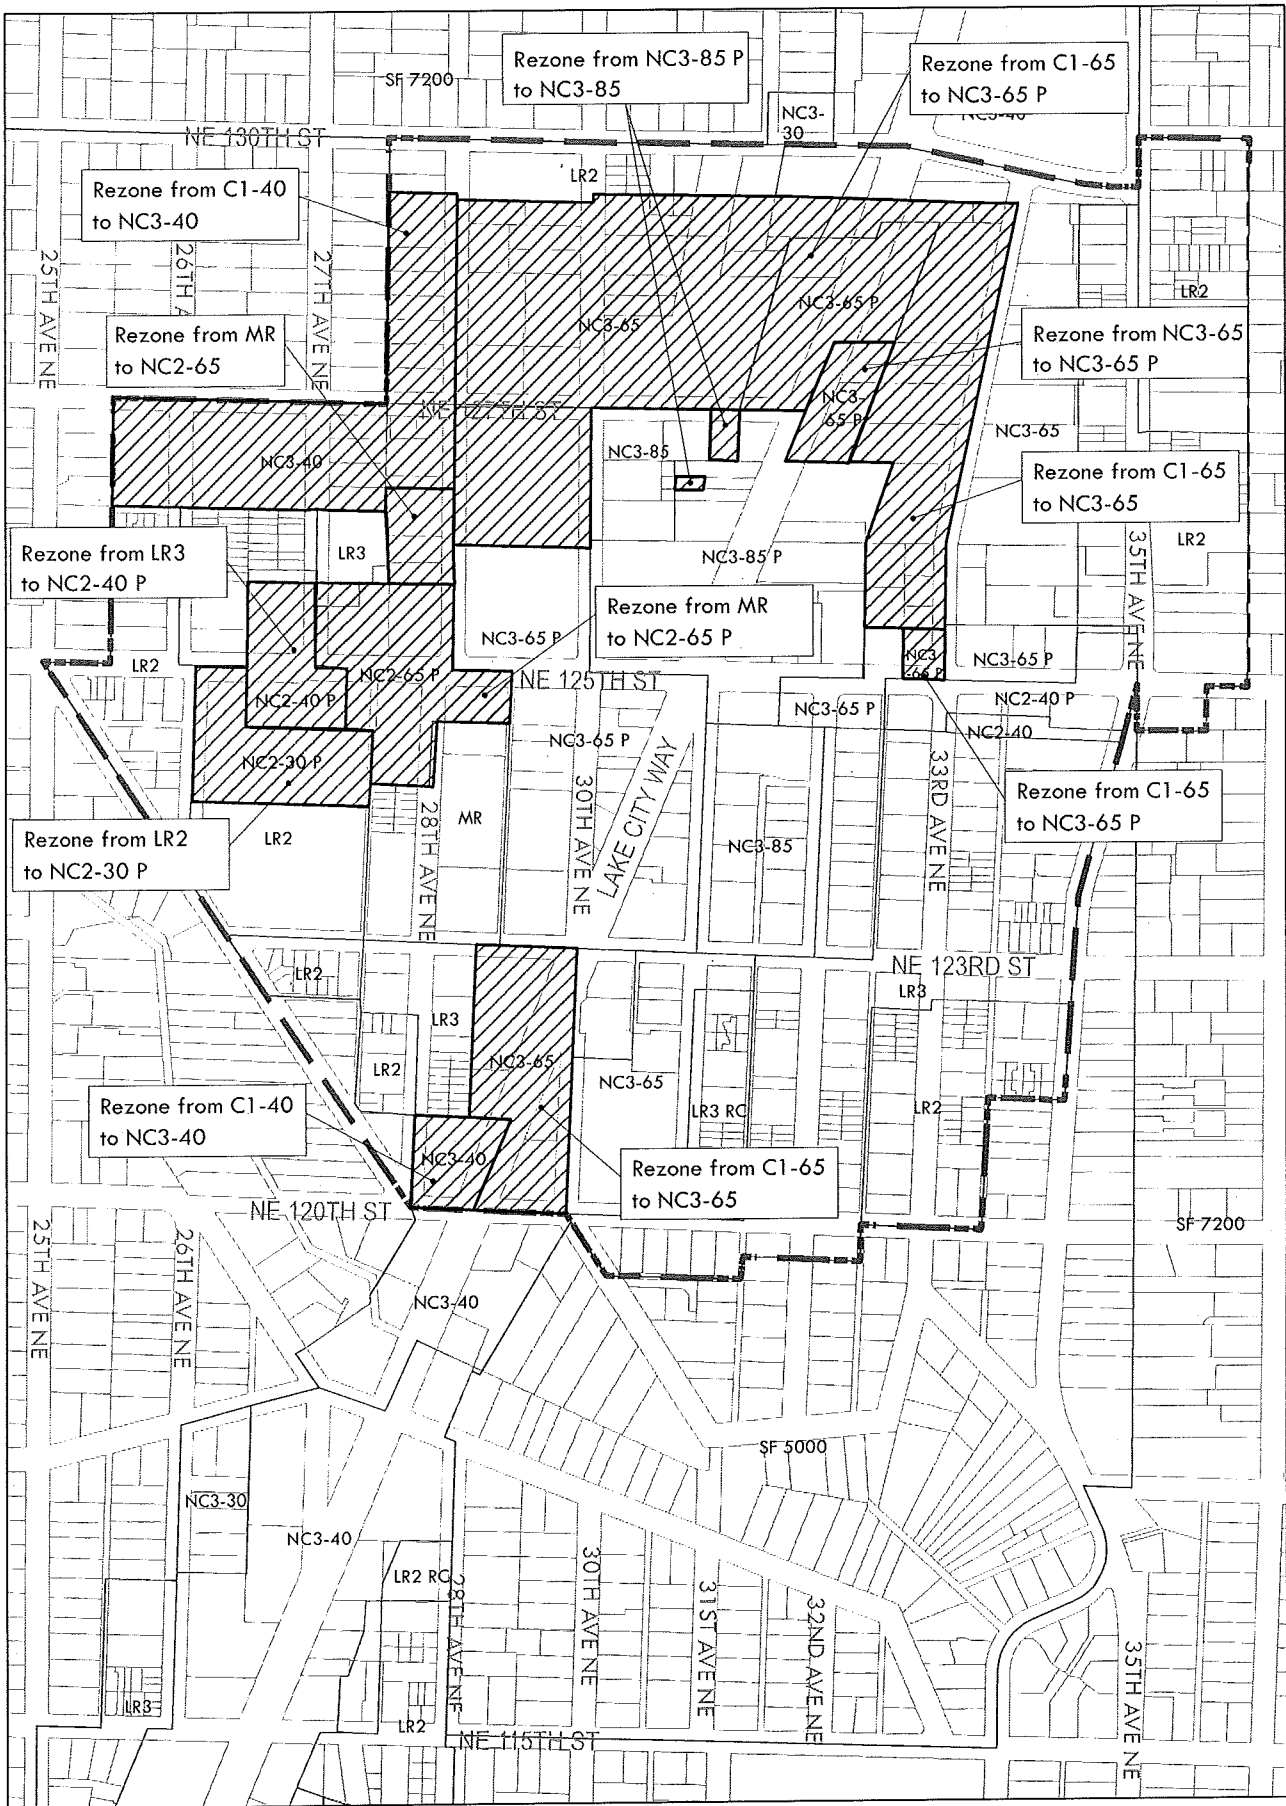 SF 7200
Rezone from NC3-85 P
to NC3-85
Rezone from C1-65
to NC3-65 P
NC3-
30
NC3-40
NE 130TH ST
LR2
Rezone from C1-40
to NC3-40
25TH AVE NE
26TH A
27TH AVE NE
NC3-65 P
NC3-65
LR2
Rezone from MR
to NC2-65
Rezone from NC3-65
to NC3-65 P
NE 127TH ST
NC3-
65 P
NC3-40
NC3-85
NC3-65
Rezone from C1-65
to NC3-65
Rezone from LR3
to NC2-40 P
LR3
NC3-85 P
35TH AVE NE
LR2
Rezone from MR
to NC2-65 P
NC3-65 P
LR2
NC2-65 P
NE 125TH ST
NC3
-65 P
NC3-65 P
NC2-40 P
NC2-40 P
NC3-65 P
NC3-65 P
NC2-40
NC2-30 P
30TH AVE NE
LAKE CITY WAY
33RD AVE NE
Rezone from C1-65
to NC3-65 P
Rezone from LR2
to NC2-30 P
LR2
28TH AVE NE
MR
NC3-85
NE 123RD ST
LR2
LR3
LR3
NC3-65
LR2
NC3-65
LR3 RC
LR2
Rezone from C1-40
to NC3-40
NC3-40
Rezone from C1-65
to NC3-65
NE 120TH ST
SF 7200
25TH AVE NE
26TH AVE NE
NC3-40
SF 5000
NC3-30
NC3-40
LR2 RC
28TH AVE NE
30TH AVE NE
31ST AVE NE
32ND AVE NE
35TH AVE NE
LR3
LR2
NE 115TH ST